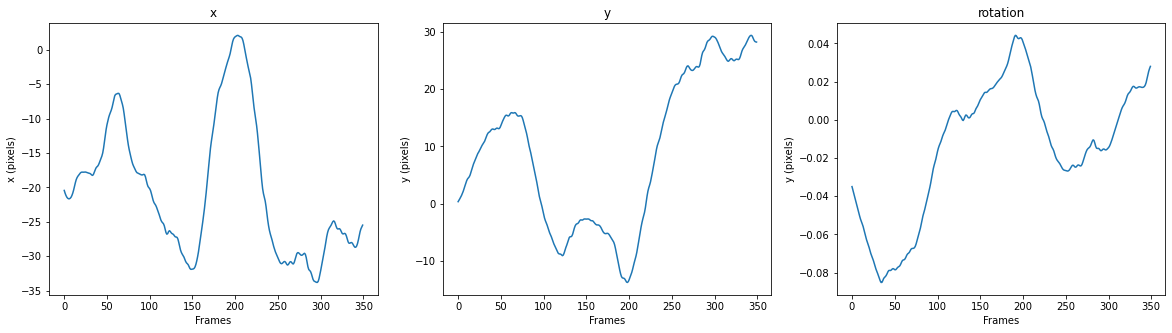 x
x (pixels)
0
−5
−10
−15
−20
−25
−30
−35
0 50 100 150 200 250 300 350
Frames
y
y (pixels)
30
20
10
0
−10
0 50 100 150 200 250 300 350
Frames
rotation
y (pixels)
0.04
0.02
0.00
−0.02
−0.04
−0.06
−0.08
0 50 100 150 200 250 300 350
Frames